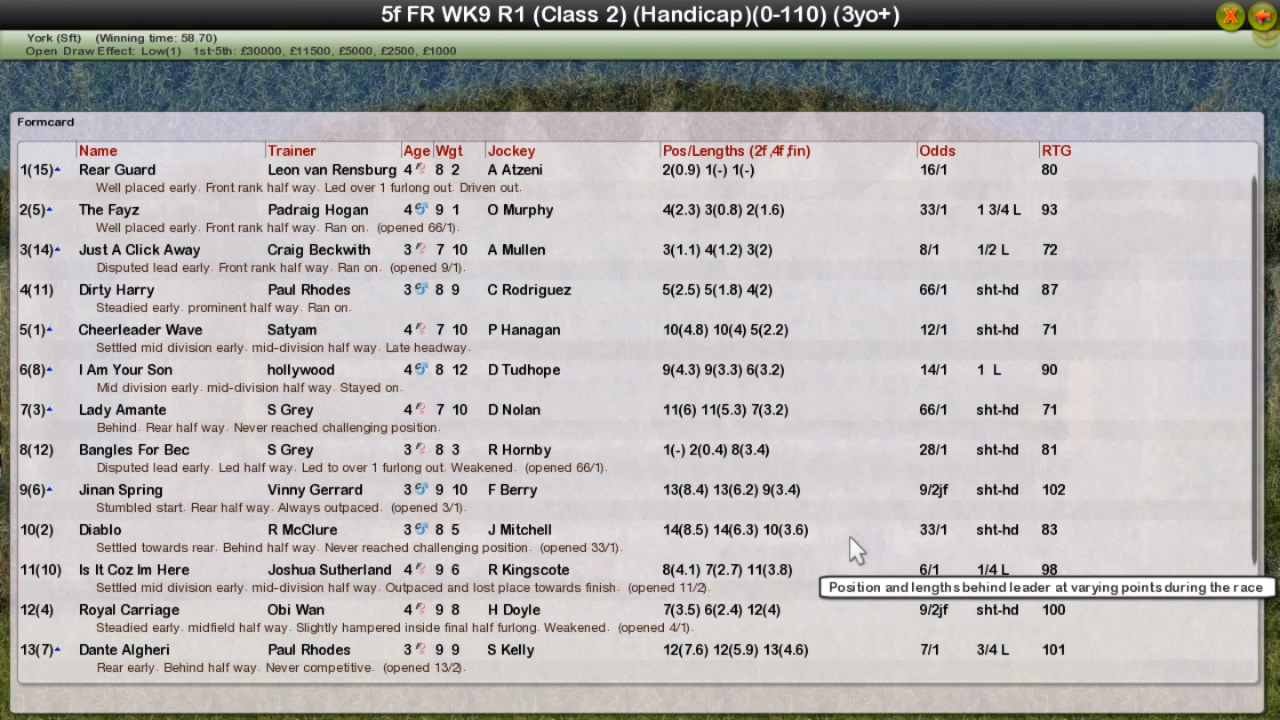 5f FR WK9 R1 (Class 2) (Handicap)(0-110) (3yo+)
York (Sft) (Winning time: 58.70)
Open Draw Effect: Low(1) 1st-5th: £30000, £11500, £5000, £2500, £1000
Formcard
Name Trainer Age Wgt Jockey Pos/Lengths (2f,4f,fin) Odds RTG
1(15) Rear Guard Leon van Rensburg 4 8 2 A Atzeni 2(0.9) 1(-) 1(-) 16/1 80
Well placed early. Front rank half way. Led over 1 furlong out. Driven out.
2(5) The Fayz Padraig Hogan 4 9 1 O Murphy 4(2.3) 3(0.8) 2(1.6) 33/1 1 3/4 L 93
Well placed early. Front rank half way. Ran on. (opened 66/1).
3(14) Just A Click Away Craig Beckwith 3 7 10 A Mullen 3(1.1) 4(1.2) 3(2) 8/1 1/2 L 72
Disputed lead early. Front rank half way. Ran on. (opened 9/1).
4(11) Dirty Harry Paul Rhodes 3 8 9 C Rodriguez 5(2.5) 5(1.8) 4(2) 66/1 sht-hd 87
Steadied early. prominent half way. Ran on.
5(1) Cheerleader Wave Satyam 4 7 10 P Hanagan 10(4.8) 10(4) 5(2.2) 12/1 sht-hd 71
Settled mid division early. mid-division half way. Late headway.
6(8) I Am Your Son hollywood 4 8 12 D Tudhope 9(4.3) 9(3.3) 6(3.2) 14/1 1 L 90
Mid division early. mid-division half way. Stayed on.
7(3) Lady Amante S Grey 4 7 10 D Nolan 11(6) 11(5.3) 7(3.2) 66/1 sht-hd 71
Behind. Rear half way. Never reached challenging position.
8(12) Bangles For Bec S Grey 3 8 3 R Hornby 1(-) 2(0.4) 8(3.4) 28/1 sht-hd 81
Disputed lead early. Led half way. Led to over 1 furlong out. Weakened. (opened 66/1).
9(6) Jinan Spring Vinny Gerrard 3 9 10 F Berry 13(8.4) 13(6.2) 9(3.4) 9/2jf sht-hd 102
Stumbled start. Rear half way. Always outpaced. (opened 3/1).
10(2) Diablo R McClure 3 8 5 J Mitchell 14(8.5) 14(6.3) 10(3.6) 33/1 sht-hd 83
Settled towards rear. Behind half way. Never reached challenging position. (opened 33/1).
11(10) Is It Coz Im Here Joshua Sutherland 4 9 6 R Kingscote 8(4.1) 7(2.7) 11(3.8) 6/1 1/4 L 98
Settled mid division early. mid-division half way. Outpaced and lost place towards finish. (opened 11/2).
Position and lengths behind leader at varying points during the race
12(4) Royal Carriage Obi Wan 4 9 8 H Doyle 7(3.5) 6(2.4) 12(4) 9/2jf sht-hd 100
Steadied early. midfield half way. Slightly hampered inside final half furlong. Weakened. (opened 4/1).
13(7) Dante Algheri Paul Rhodes 3 9 9 S Kelly 12(7.6) 12(5.9) 13(4.6) 7/1 3/4 L 101
Rear early. Behind half way. Never competitive. (opened 13/2).